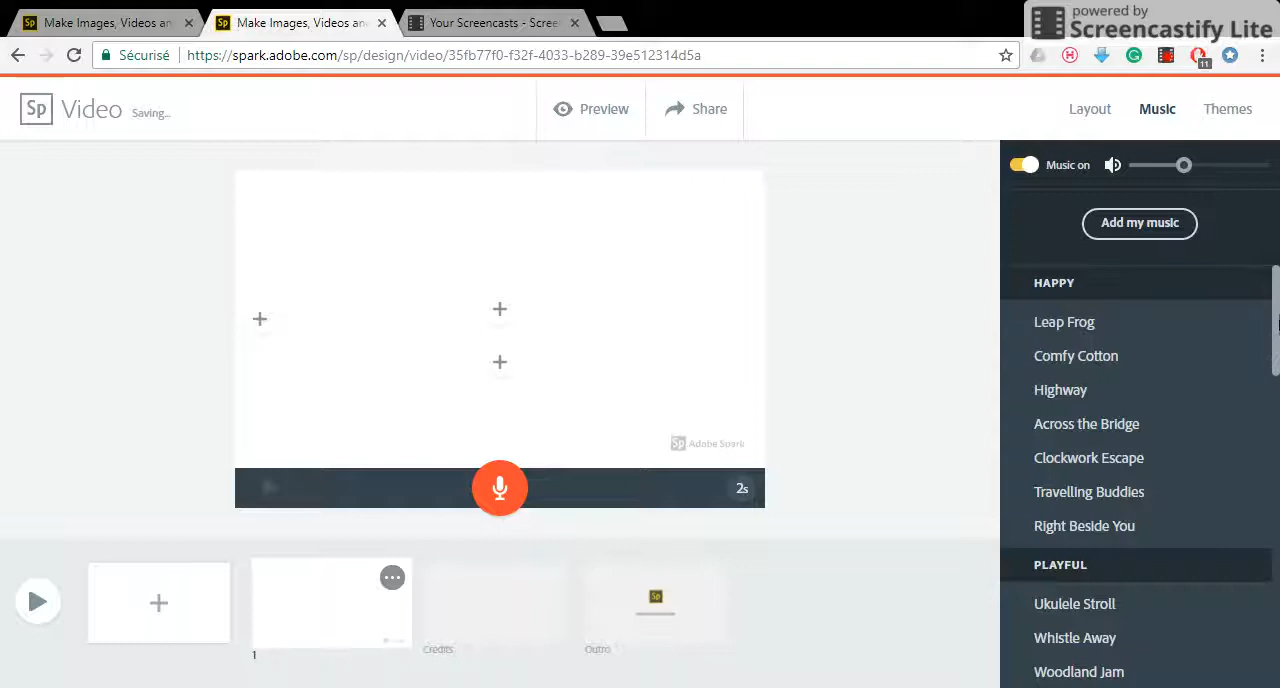 Make Images, Videos an
Make Images, Videos an
Your Screencasts - Scree
powered by
Screencastify Lite
Sécurisé
https://spark.adobe.com/sp/design/video/35fb77f0-f32f-4033-b289-39e512314d5a
11
Sp Video Saving...
Preview
Share
Layout
Music
Themes
Music on
Add my music
HAPPY
Leap Frog
Comfy Cotton
Highway
Across the Bridge
Clockwork Escape
Travelling Buddies
Right Beside You
PLAYFUL
Ukulele Stroll
Whistle Away
Woodland Jam
Sp Adobe Spark
2s
Sp
1
Credits
Outro